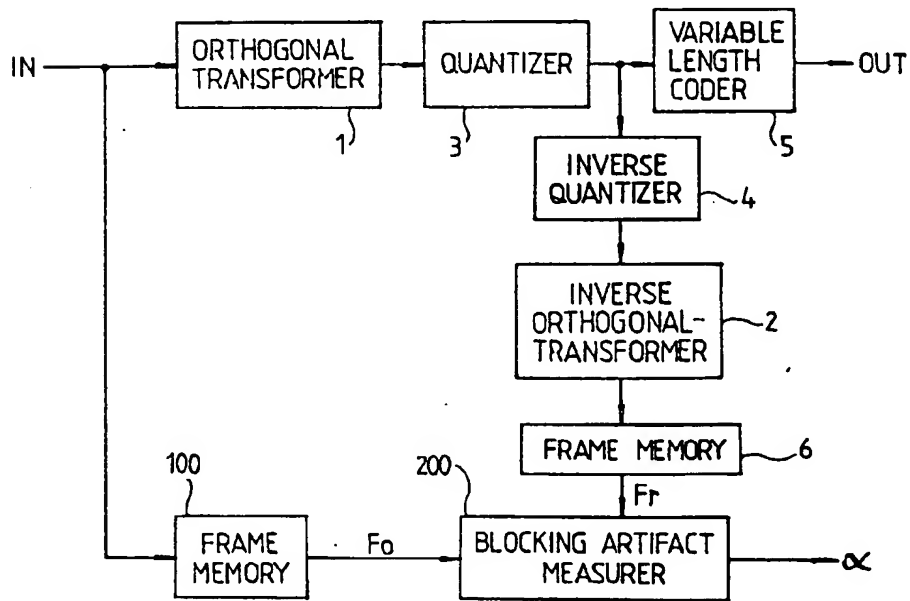 IN
ORTHOGONAL
TRANSFORMER
1
QUANTIZER
3
VARIABLE
LENGTH
CODER
5
OUT
INVERSE
QUANTIZER
4
INVERSE
ORTHOGONAL-
TRANSFORMER
2
FRAME MEMORY
6
Fr
100
FRAME
MEMORY
Fo
200
BLOCKING ARTIFACT
MEASURER
α